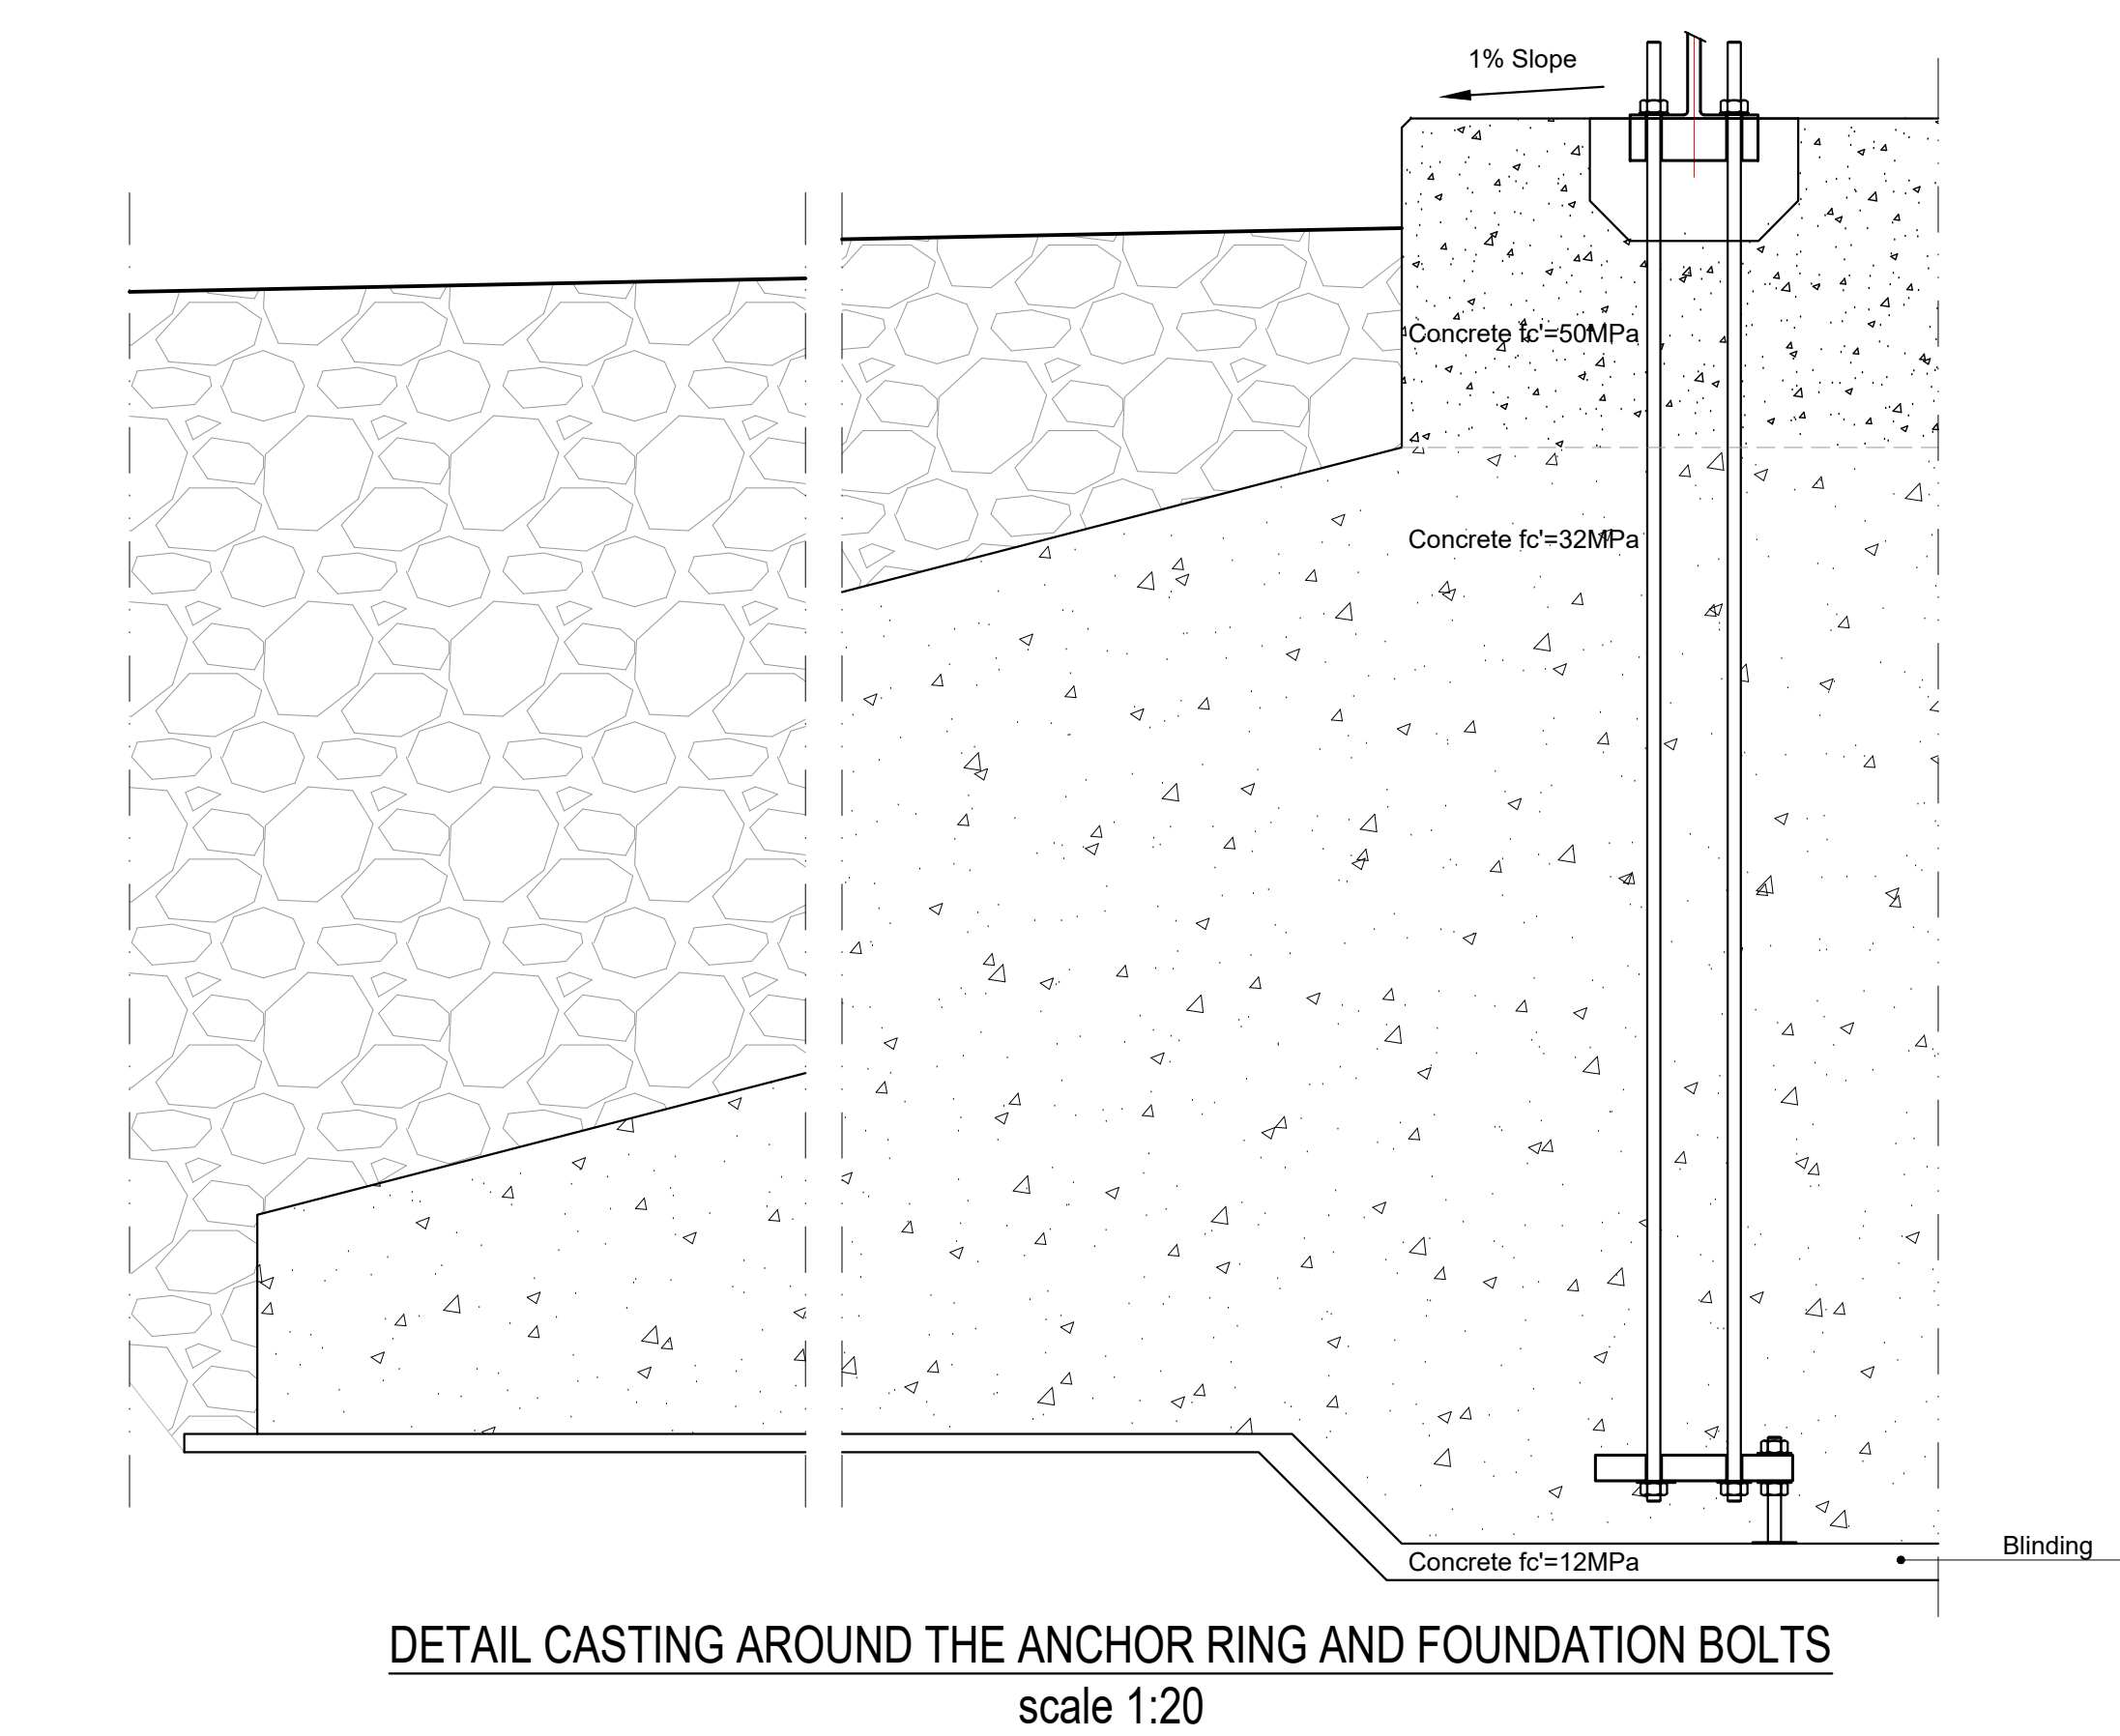 1% Slope
Concrete fc'=50MPa
Concrete fc'=32MPa
Blinding
Concrete fc'=12MPa
DETAIL CASTING AROUND THE ANCHOR RING AND FOUNDATION BOLTS
scale 1:20